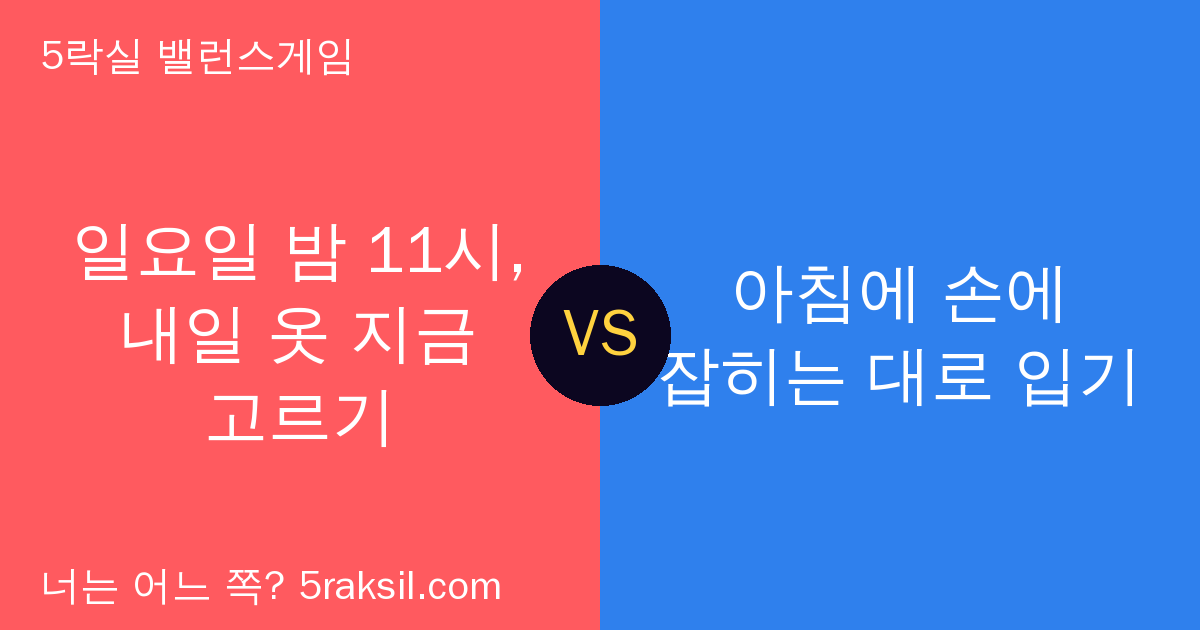 5락실 밸런스게임
일요일 밤 11시,
내일 옷 지금
고르기
VS
아침에 손에
잡히는 대로 입기
너는 어느 쪽? 5raksil.com